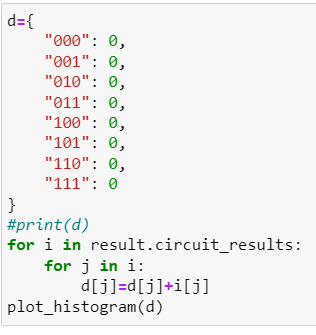 d={
    "000": 0,
    "001": 0,
    "010": 0,
    "011": 0,
    "100": 0,
    "101": 0,
    "110": 0,
    "111": 0
}
#print(d)
for i in result.circuit_results:
    for j in i:
        d[j]=d[j]+i[j]
plot_histogram(d)